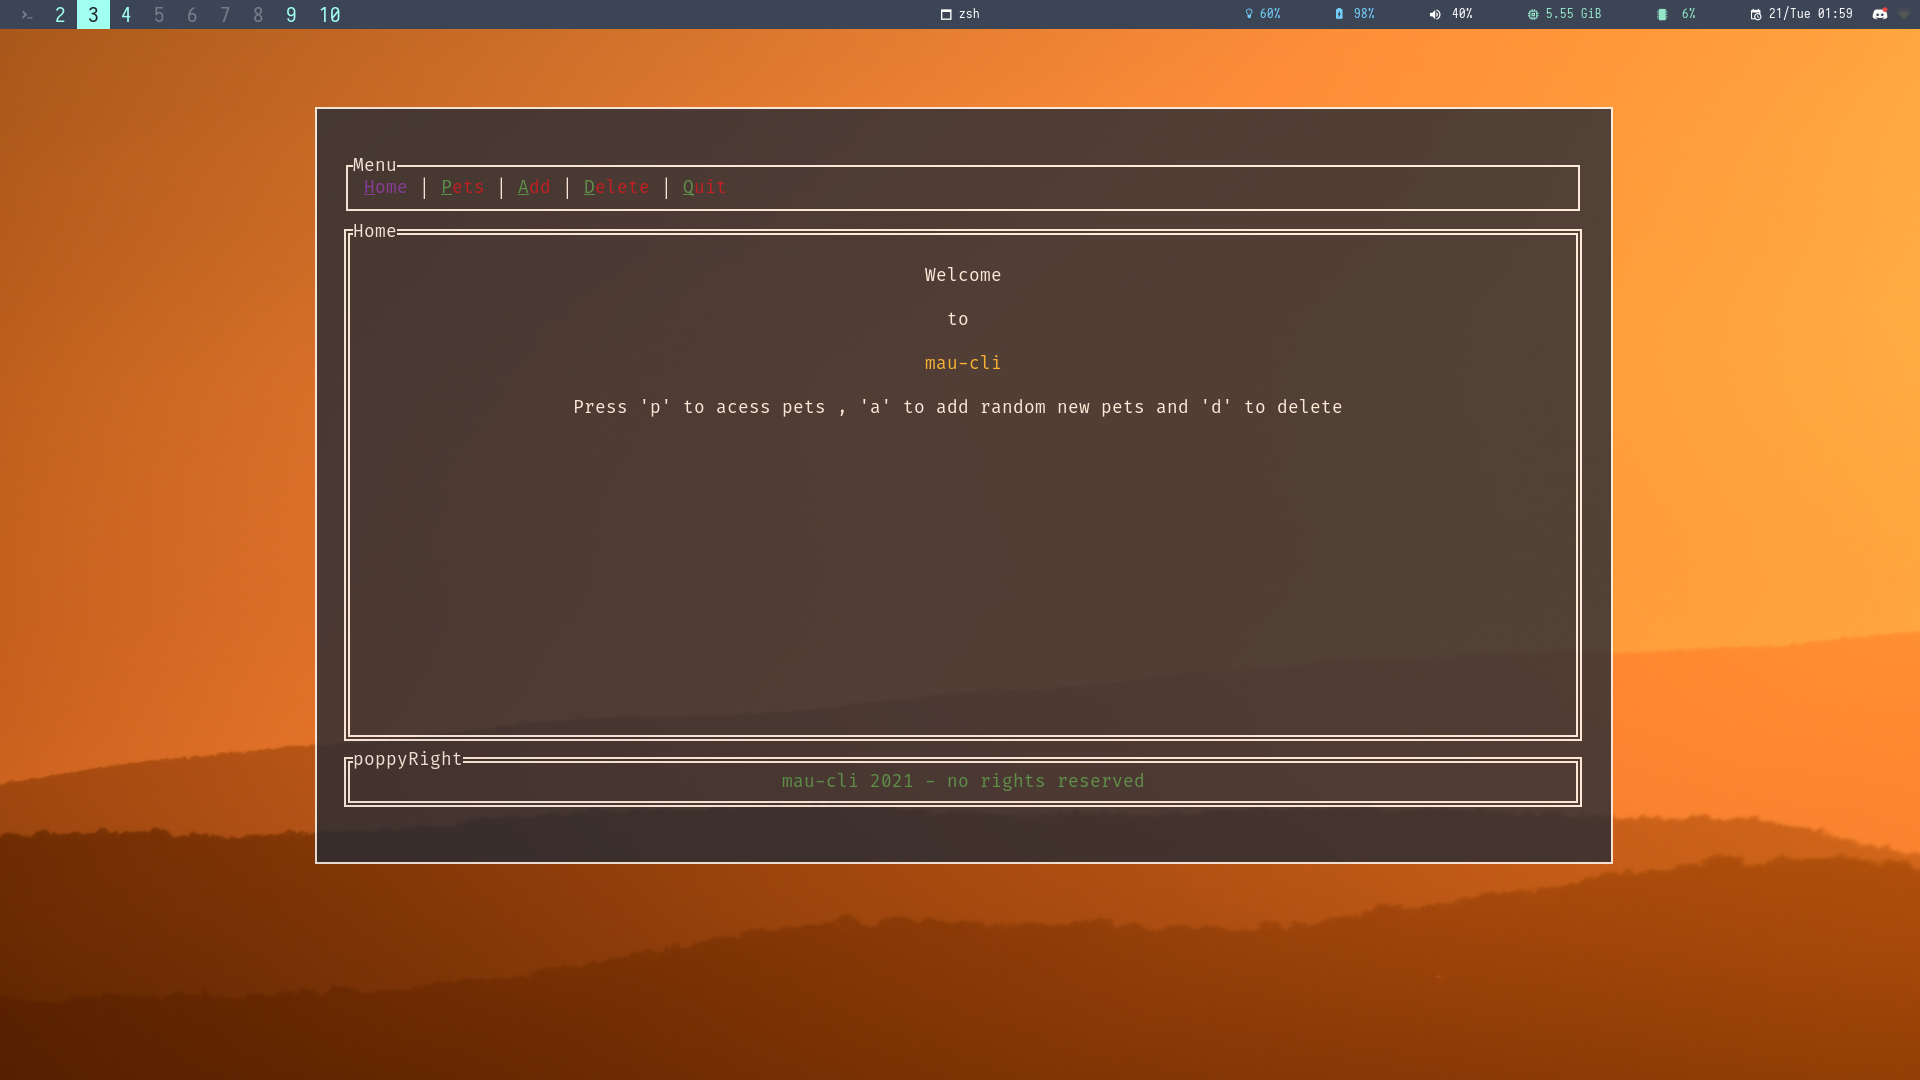 2 3 4 5 6 7 8 9 10 zsh 60% 98% 40% 5.55 GiB 6% 21/Tue 01:59
Menu
Home | Pets | Add | Delete | Quit
Home
Welcome
to
mau-cli
Press 'p' to acess pets , 'a' to add random new pets and 'd' to delete
poppyRight
mau-cli 2021 - no rights reserved